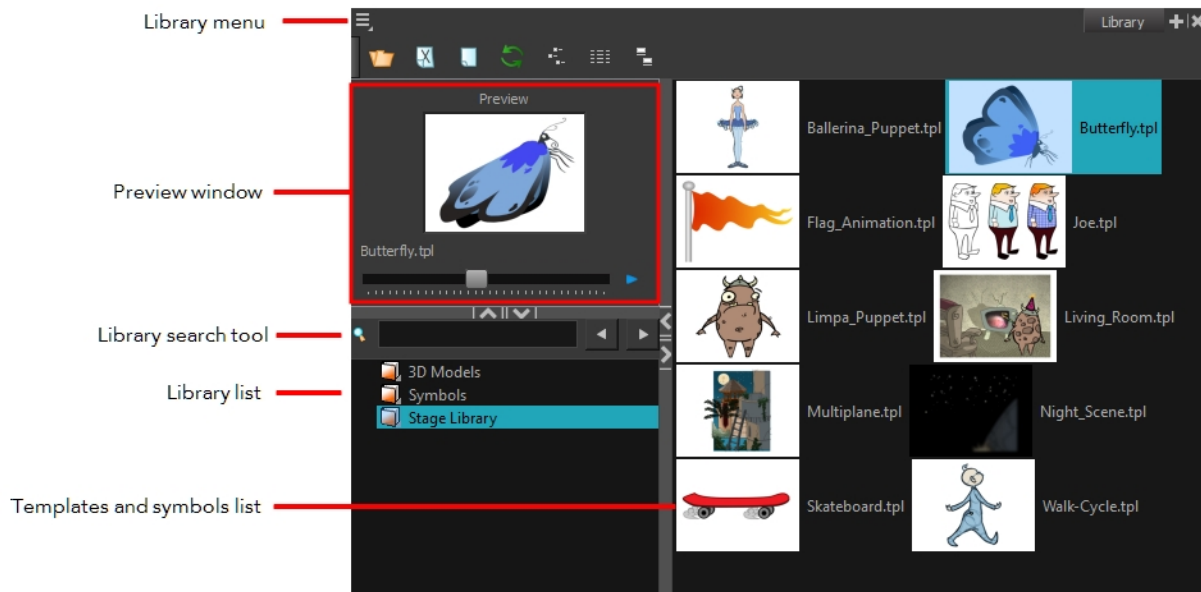 Library menu
Library
Preview
Preview window
Butterfly.tpl
Library search tool
Library list
3D Models
Symbols
Stage Library
Templates and symbols list
Ballerina_Puppet.tpl
Butterfly.tpl
Flag_Animation.tpl
Joe.tpl
Limpa_Puppet.tpl
Living_Room.tpl
Multiplane.tpl
Night_Scene.tpl
Skateboard.tpl
Walk-Cycle.tpl